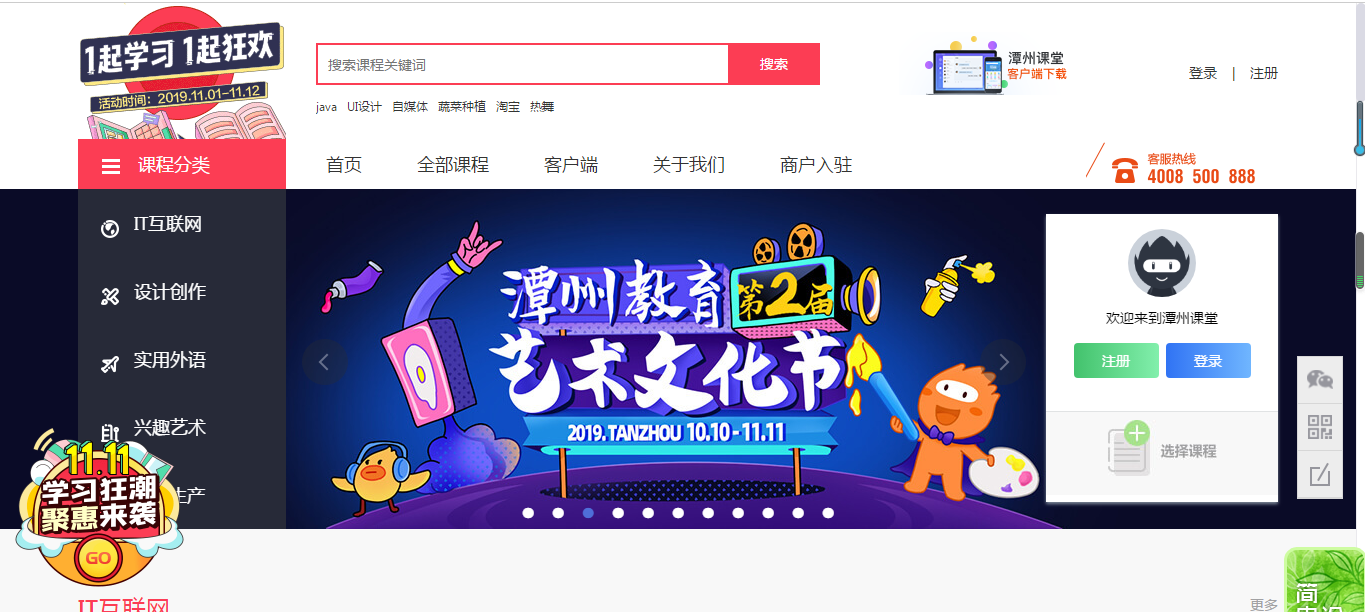 1起学习 1起狂欢
活动时间：2019.11.01-11.12
搜索课程关键词
搜索
java UI设计 自媒体 蔬菜种植 淘宝 热舞
潭州课堂
客户端下载
登录 | 注册
课程分类
首页
全部课程
客户端
关于我们
商户入驻
客服热线
4008 500 888
IT互联网
设计创作
实用外语
兴趣艺术
生产
潭州教育
第2届
艺术文化节
2019.TANZHOU 10.10-11.11
欢迎来到潭州课堂
注册
登录
选择课程
11.11
学习狂潮
聚惠来袭
GO
IT互联网
更多
简